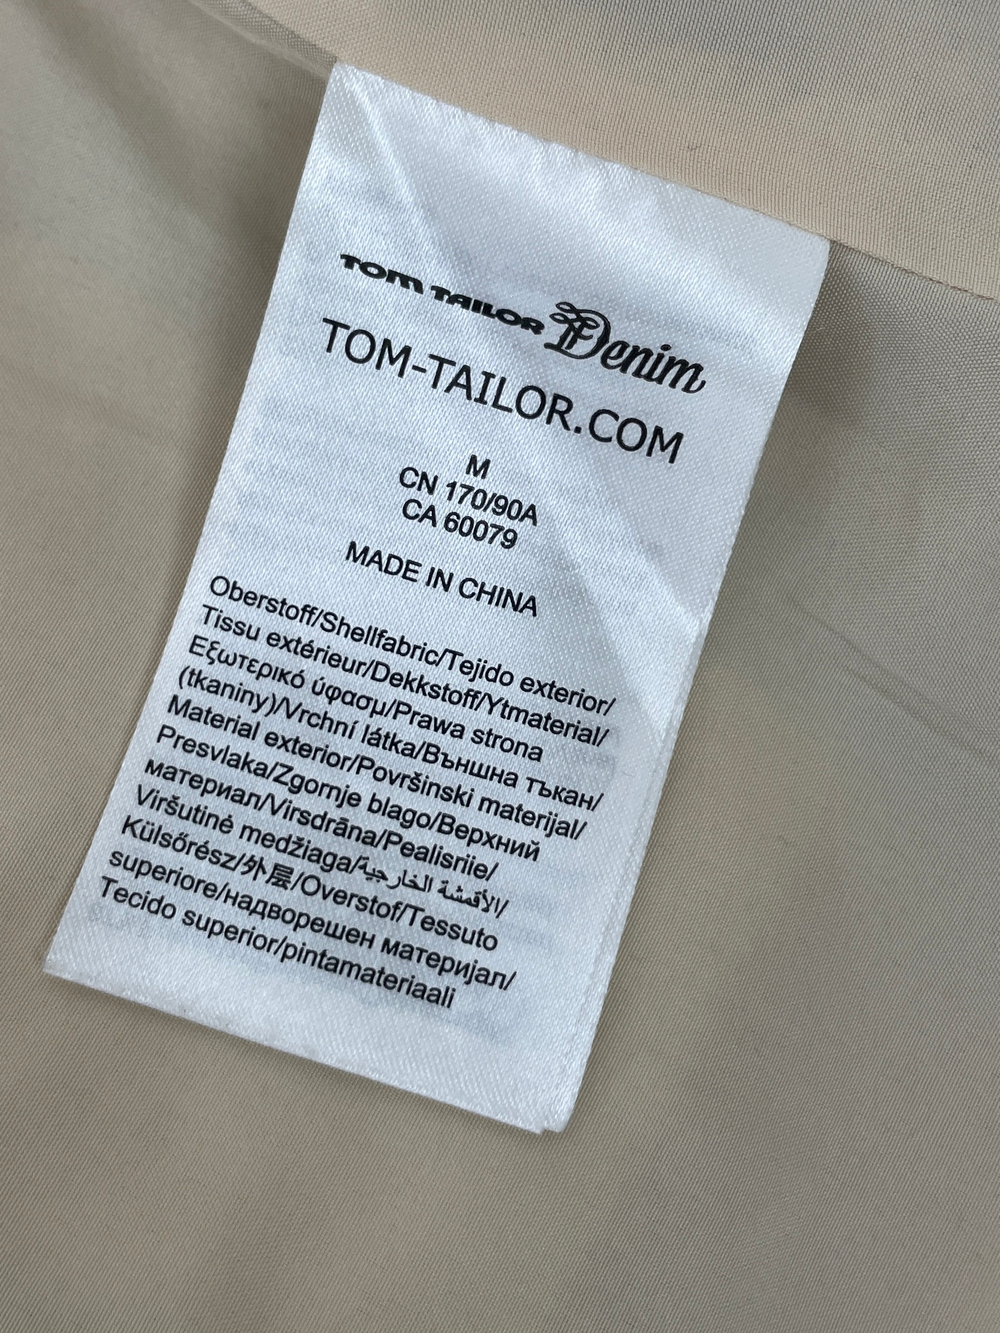 TOM TAILOR Denim
TOM-TAILOR.COM
M
CN 170/90A
CA 60079
MADE IN CHINA
Oberstoff/Shellfabric/Tejido exterior/
Tissu extérieur/Dekkstoff/Ytmaterial/
Εξωτερικό ύφασμ/Prawa strona
(tkaniny)/Vrchní látka/Външна тъкан/
Material exterior/Površinski materijal/
Presvlaka/Zgornje blago/Верхний
материал/Virsdrāna/Pealisriie/
Viršutinė medžiaga/الأقمشة الخارجية/
Külsőrész/外层/Overstof/Tessuto
superiore/надворешен материјал/
Tecido superior/pintamateriaali